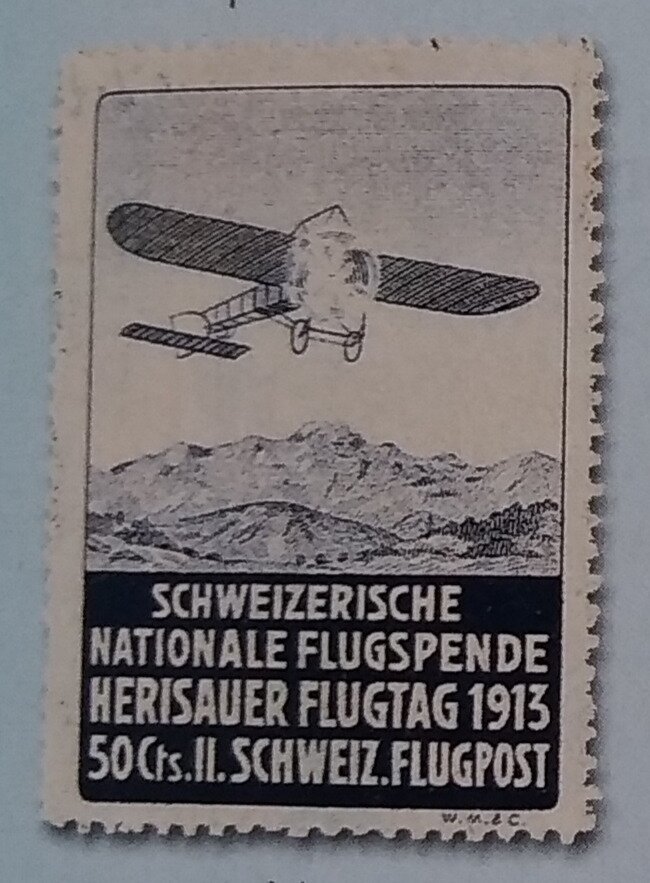 SCHWEIZERISCHE
NATIONALE FLUGSPENDE
HERISAUER FLUGTAG 1913
50 Cts. II. SCHWEIZ. FLUGPOST
W. M. & C.